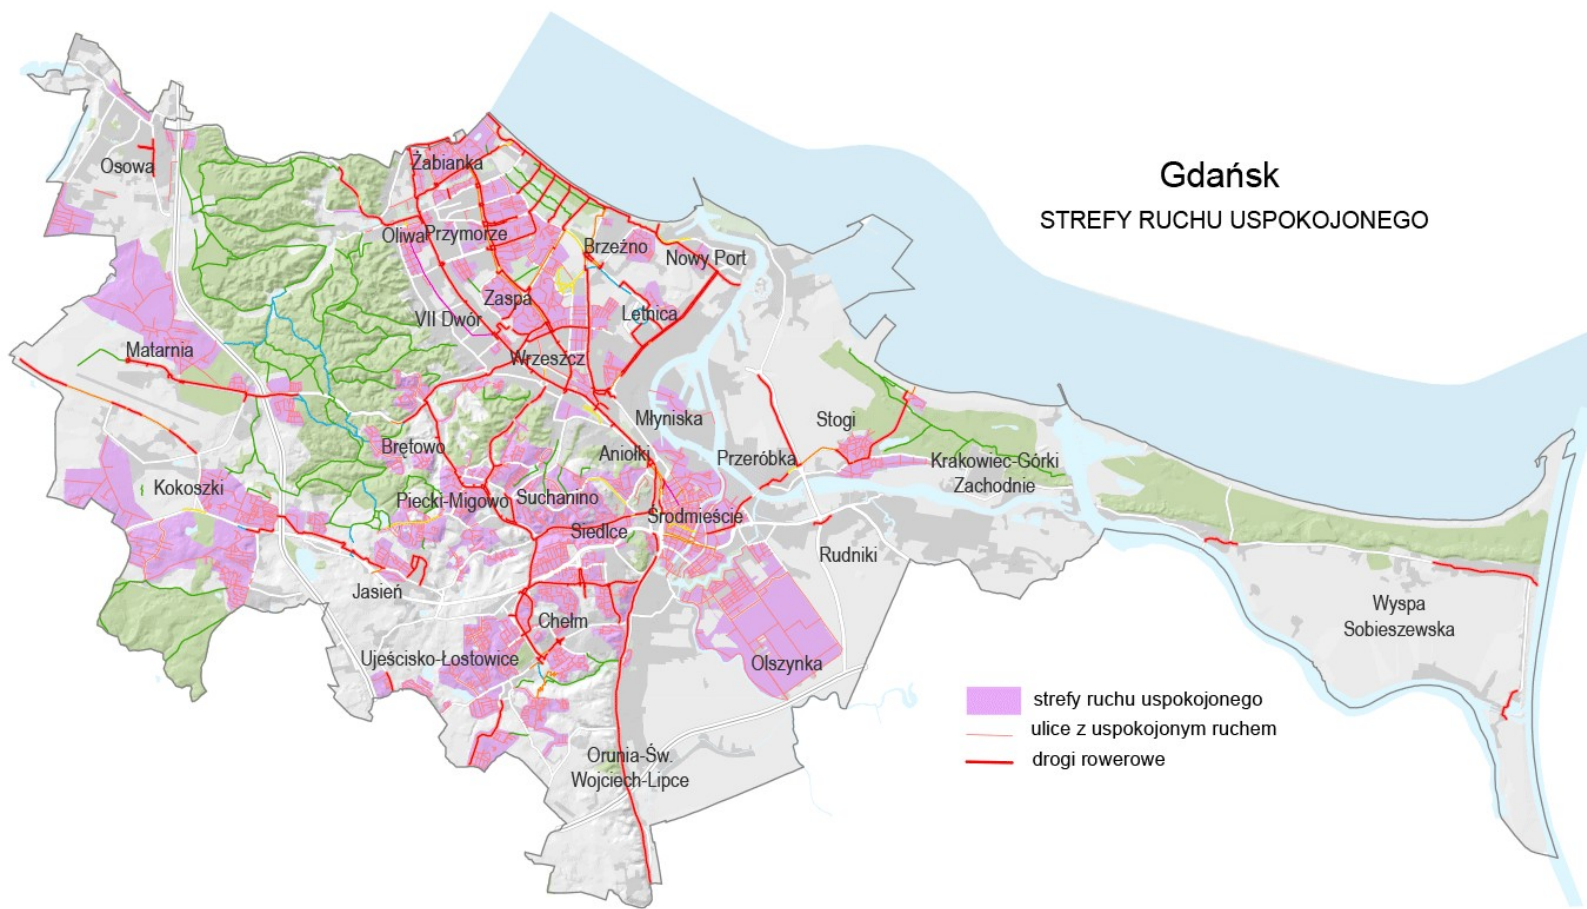 Gdańsk
STREFY RUCHU USPOKOJONEGO
Osowa
Żabianka
Oliwa
Przymorze
Brzeźno
Nowy Port
Zaspa
Letnica
VII Dwór
Matarnia
Wrzeszcz
Młyniska
Stogi
Brętowo
Aniołki
Przeróbka
Krakowiec-Górki
Zachodnie
Kokoszki
Piecki-Migowo
Suchanino
Siedlce
Środmieście
Rudniki
Jasień
Chełm
Wyspa
Sobieszewska
Ujeścisko-Łostowice
Olszynka
Orunia-Św.
Wojciech-Lipce
strefy ruchu uspokojonego
ulice z uspokojonym ruchem
drogi rowerowe